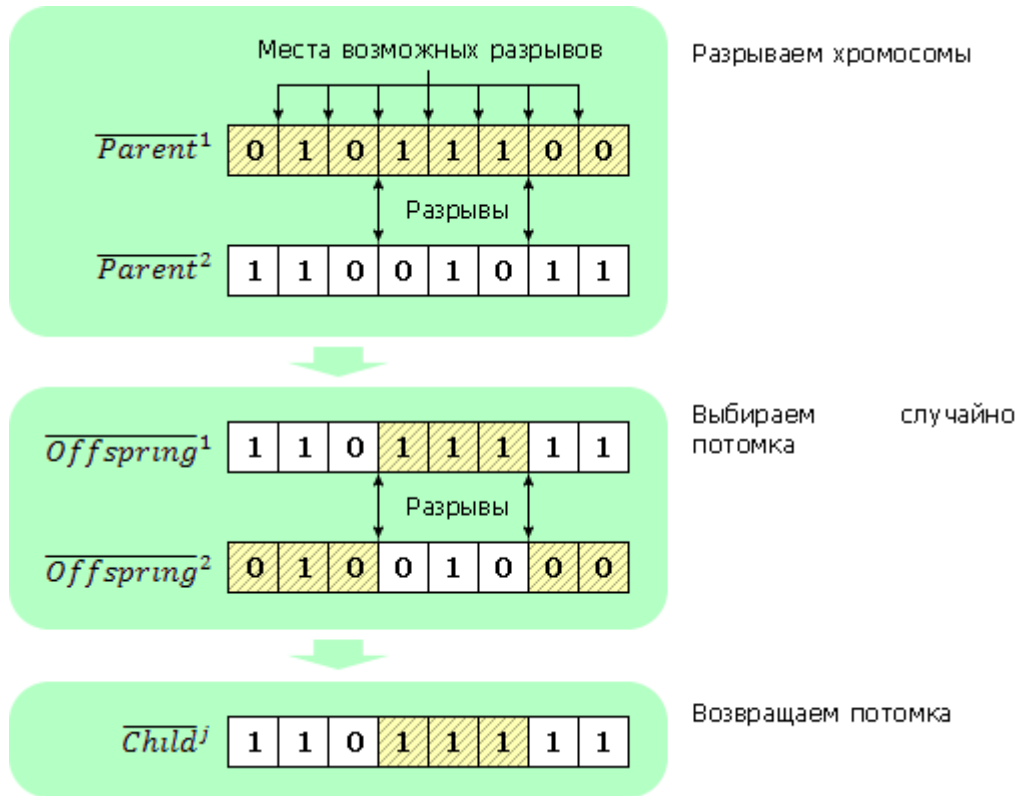 Места возможных разрывов
Разрываем хромосомы
Parent¹ 0 1 0 1 1 1 0 0
Разрывы
Parent² 1 1 0 0 1 0 1 1
Выбираем случайно
потомка
Offspring¹ 1 1 0 1 1 1 1 1
Разрывы
Offspring² 0 1 0 0 1 0 0 0
Возвращаем потомка
Childʲ 1 1 0 1 1 1 1 1